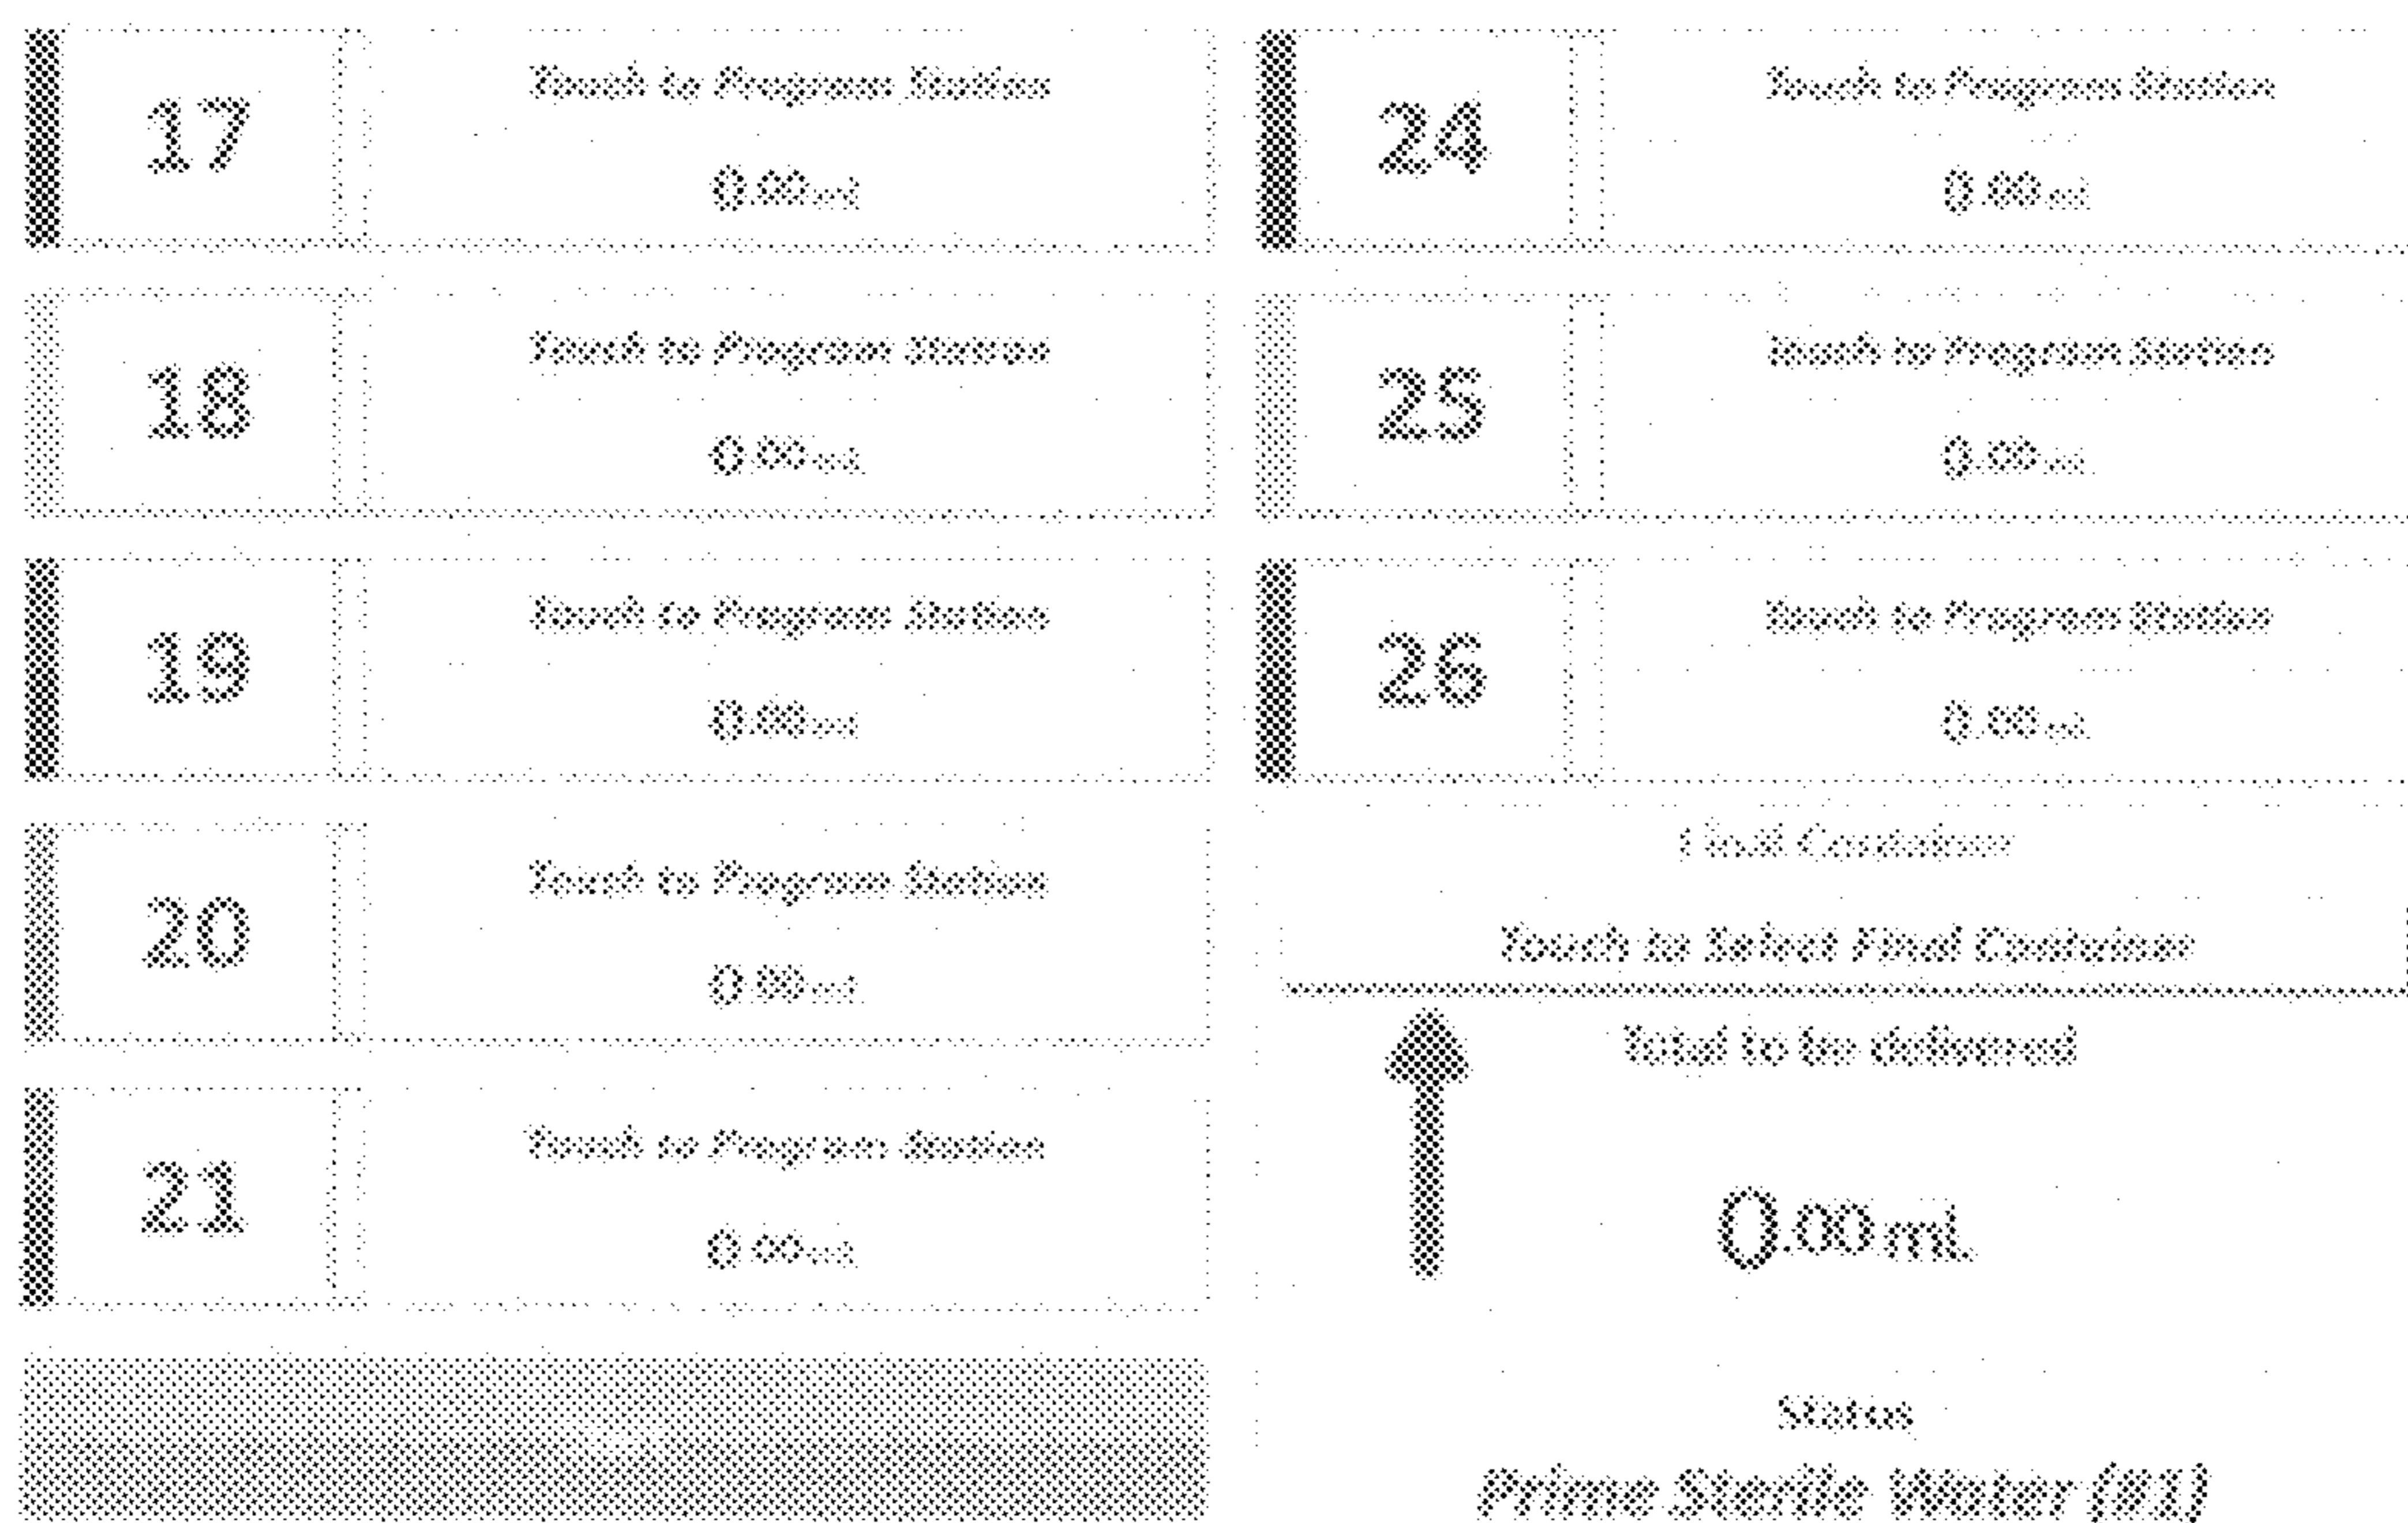 17
Touch to Program Station
0.00 ml
18
Touch to Program Station
0.00 ml
19
Touch to Program Station
0.00 ml
20
Touch to Program Station
0.00 ml
21
Touch to Program Station
0.00 ml
24
Touch to Program Station
0.00 ml
25
Touch to Program Station
0.00 ml
26
Touch to Program Station
0.00 ml
Final Container
Touch to Select Final Container
Total to be delivered
0.00 mL
Status
Prime Sterile Water (#1)